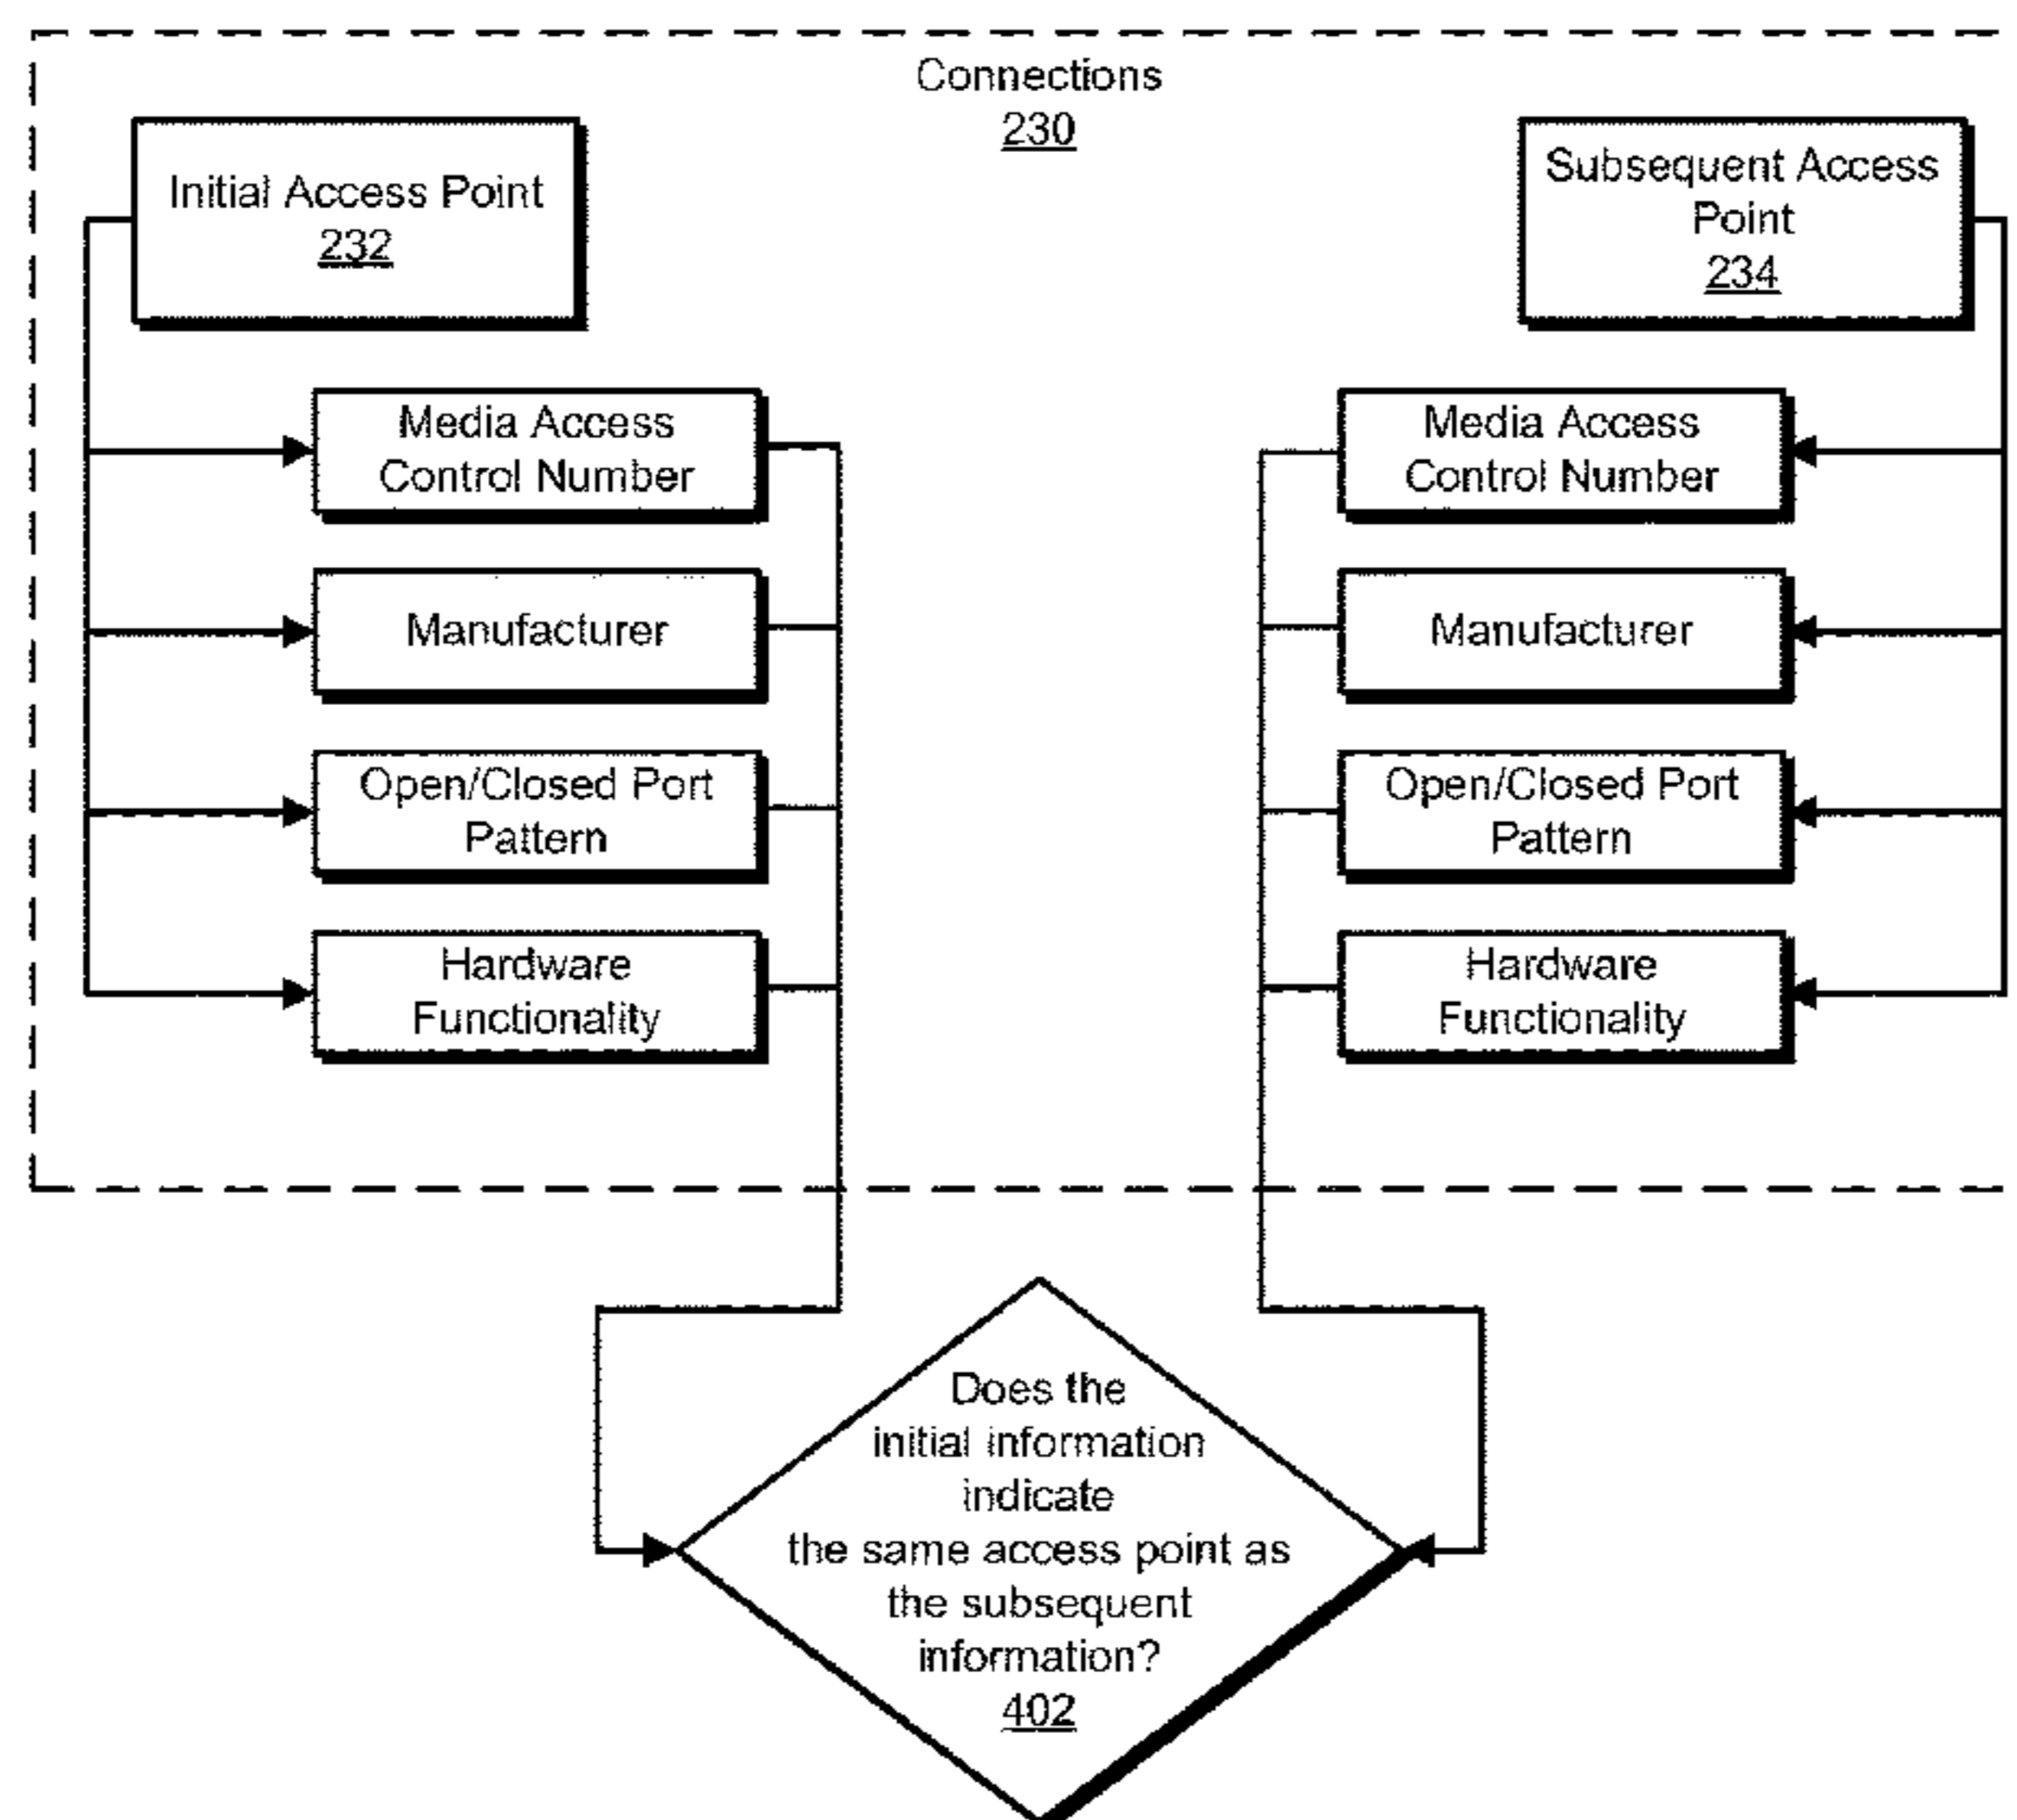 Connections
230
Initial Access Point
232
Subsequent Access
Point
234
Media Access
Control Number
Manufacturer
Open/Closed Port
Pattern
Hardware
Functionality
Media Access
Control Number
Manufacturer
Open/Closed Port
Pattern
Hardware
Functionality
Does the
initial information
indicate
the same access point as
the subsequent
information?
402